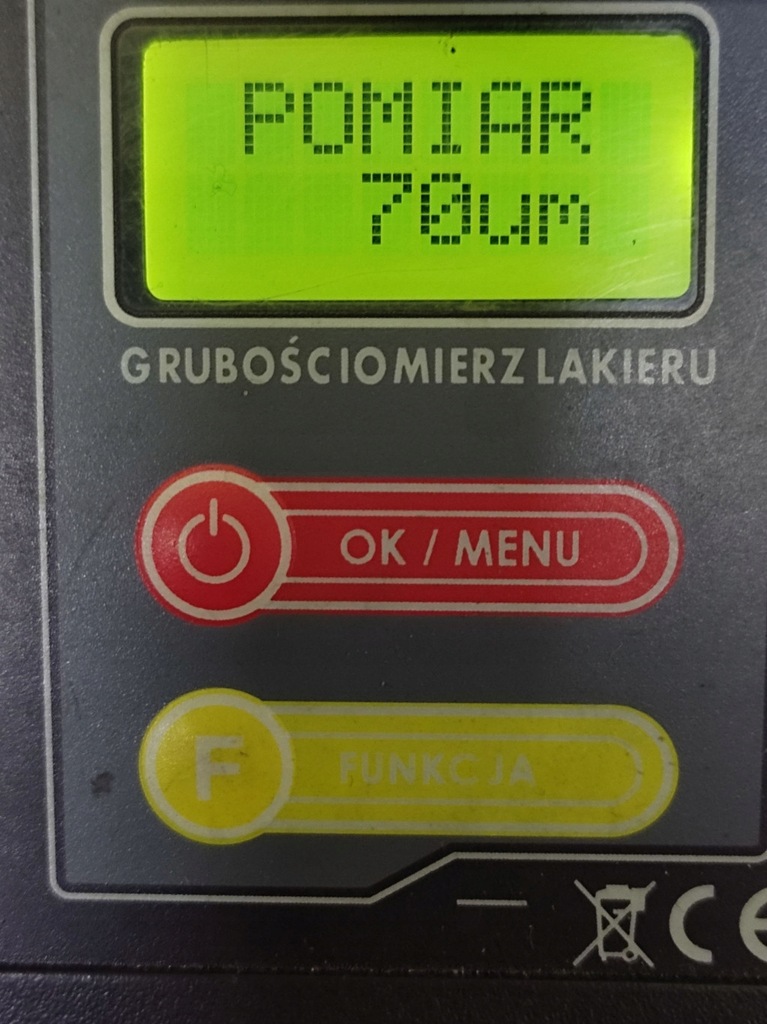 POMIAR
70um
GRUBOŚCIOMIERZ LAKIERU
OK / MENU
F FUNKCJA
CE